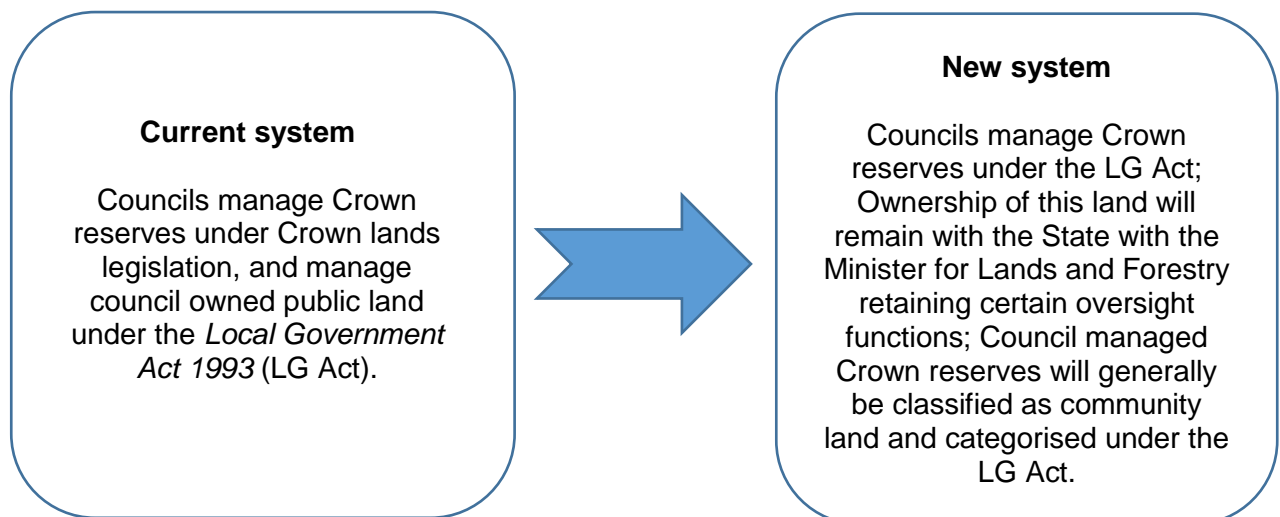 Current system
Councils manage Crown
reserves under Crown lands
legislation, and manage
council owned public land
under the Local Government
Act 1993 (LG Act).
New system
Councils manage Crown
reserves under the LG Act;
Ownership of this land will
remain with the State with the
Minister for Lands and Forestry
retaining certain oversight
functions; Council managed
Crown reserves will generally
be classified as community
land and categorised under the
LG Act.